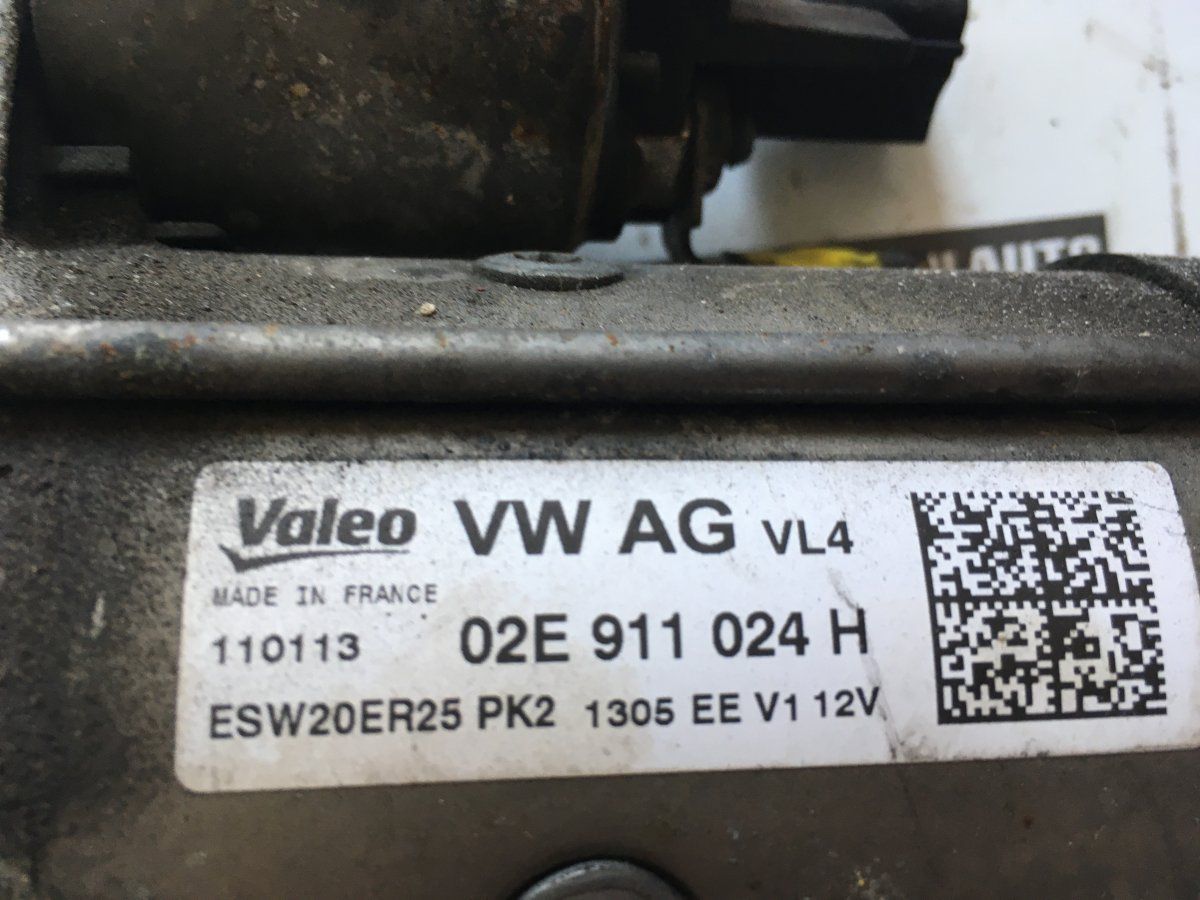 AUTO
Valeo VW AG VL4
MADE IN FRANCE
110113 02E 911 024 H
ESW20ER25 PK2 1305 EE V1 12V